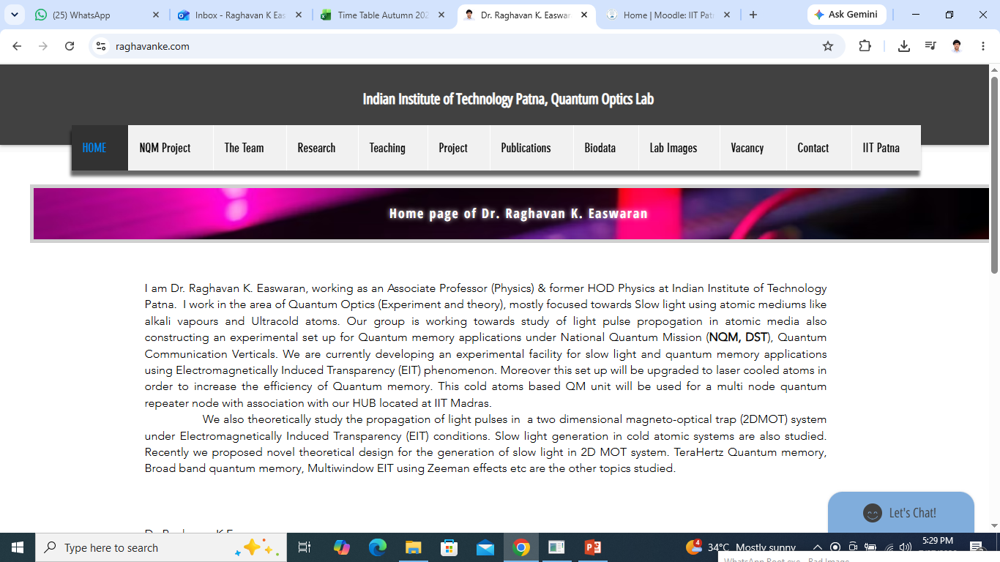 (25) WhatsApp
Inbox - Raghavan K Eas
Time Table Autumn 202
Dr. Raghavan K. Easwar
Home | Moodle: IIT Pat
Ask Gemini
raghavanke.com
Indian Institute of Technology Patna, Quantum Optics Lab
HOME NQM Project The Team Research Teaching Project Publications Biodata Lab Images Vacancy Contact IIT Patna
Home page of Dr. Raghavan K. Easwaran
I am Dr. Raghavan K. Easwaran, working as an Associate Professor (Physics) & former HOD Physics at Indian Institute of Technology
Patna. I work in the area of Quantum Optics (Experiment and theory), mostly focused towards Slow light using atomic mediums like
alkali vapours and Ultracold atoms. Our group is working towards study of light pulse propogation in atomic media also
constructing an experimental set up for Quantum memory applications under National Quantum Mission (NQM, DST), Quantum
Communication Verticals. We are currently developing an experimental facility for slow light and quantum memory applications
using Electromagnetically Induced Transparency (EIT) phenomenon. Moreover this set up will be upgraded to laser cooled atoms in
order to increase the efficiency of Quantum memory. This cold atoms based QM unit will be used for a multi node quantum
repeater node with association with our HUB located at IIT Madras.
We also theoretically study the propagation of light pulses in a two dimensional magneto-optical trap (2DMOT) system
under Electromagnetically Induced Transparency (EIT) conditions. Slow light generation in cold atomic systems are also studied.
Recently we proposed novel theoretical design for the generation of slow light in 2D MOT system. TeraHertz Quantum memory,
Broad band quantum memory, Multiwindow EIT using Zeeman effects etc are the other topics studied.
Let's Chat!
Type here to search
4
34°C Mostly sunny
5:29 PM